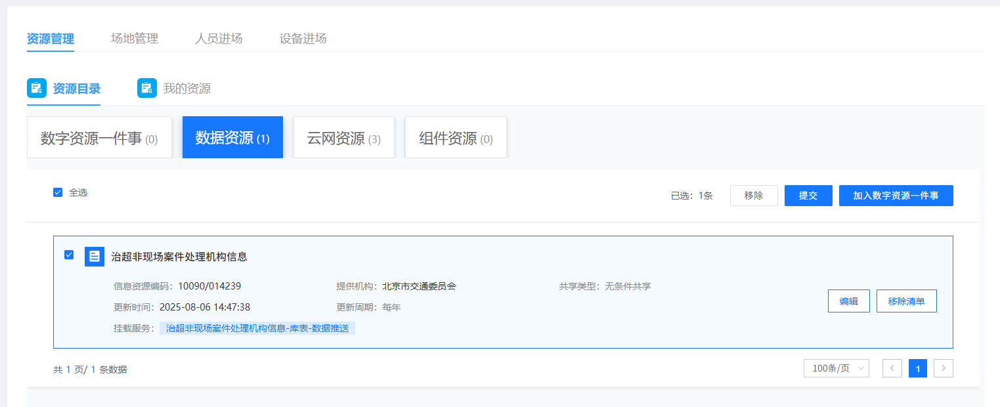 资源管理 场地管理 人员进场 设备进场
资源目录 我的资源
数字资源一件事 (0) 数据资源 (1) 云网资源 (3) 组件资源 (0)
全选 已选：1条 移除 提交 加入数字资源一件事
治超非现场案件处理机构信息
信息资源编码：10090/014239 提供机构：北京市交通委员会 共享类型：无条件共享
更新时间：2025-08-06 14:47:38 更新周期：每年
编辑 移除清单
挂载服务：治超非现场案件处理机构信息-库表-数据推送
共 1 页/ 1 条数据 100条/页 < 1 >